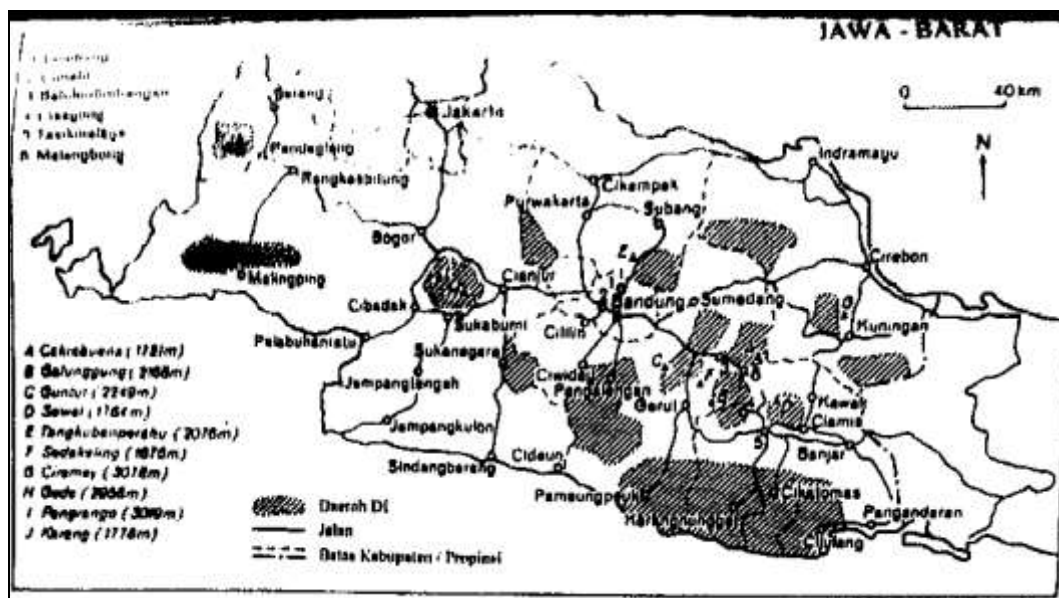 JAWA - BARAT
0 40 km
N
Serang
Jakarta
Pandeglang
Rangkasbitung
Indramayu
Cikampek
Purwakarta
Subang
Bogor
Cirebon
Malingping
Cianjur
Bandung
Sumedang
Cibadak
Sukabumi
Cililin
Kuningan
Pelabuhanratu
Sukanagara
Ciwidej
Pangalengan
Jampangtengah
Garut
Kawali
Ciamis
Jampangkulon
Banjar
Sindangbarang
Cidaun
Pameungpeuk
Cikalomas
Karangnunggal
Pangandaran
Cijulang
A Cakrabuana (1721m)
B Galunggung (2168m)
C Guntur (2249m)
D Sawal (1764m)
E Tangkubanperahu (2076m)
F Sadakeling (1676m)
G Ciremay (3078m)
H Gede (2958m)
I Pangrango (3019m)
J Karang (1778m)
Daerah DI
Jalan
Batas Kabupaten / Propinsi